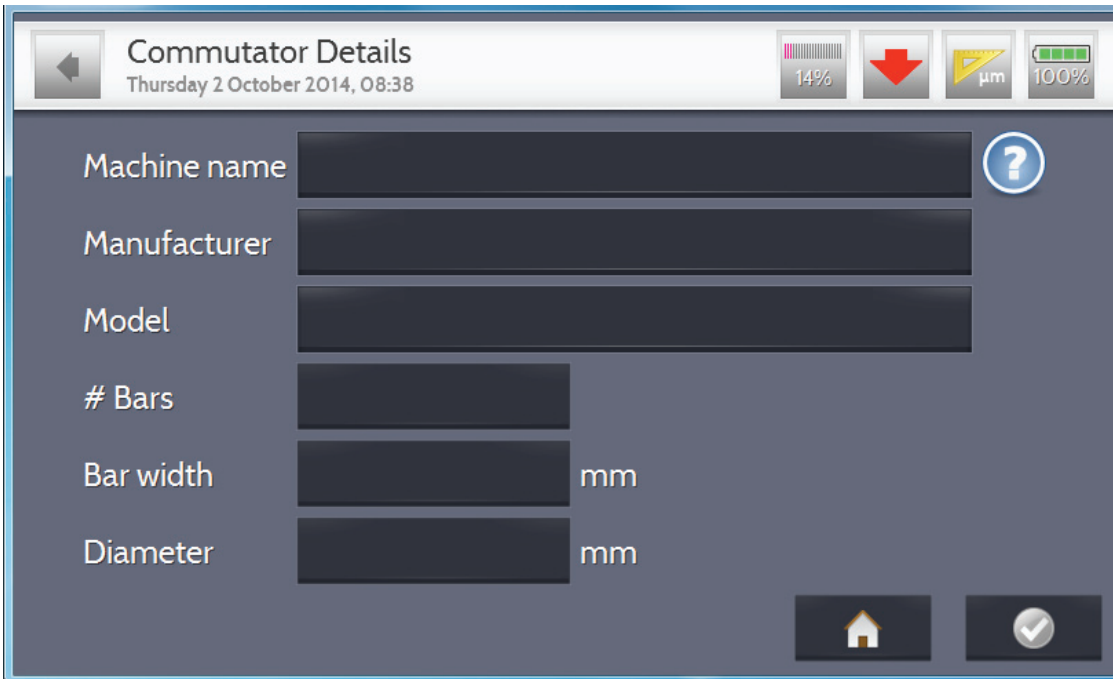 Commutator Details
Thursday 2 October 2014, 08:38
14%
µm
100%
Machine name
?
Manufacturer
Model
# Bars
Bar width
mm
Diameter
mm